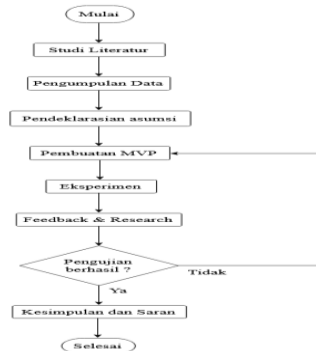 Mulai
Studi Literatur
Pengumpulan Data
Pendeklarasian asumsi
Pembuatan MVP
Eksperimen
Feedback & Research
Pengujian
berhasil ?
Tidak
Ya
Kesimpulan dan Saran
Selesai